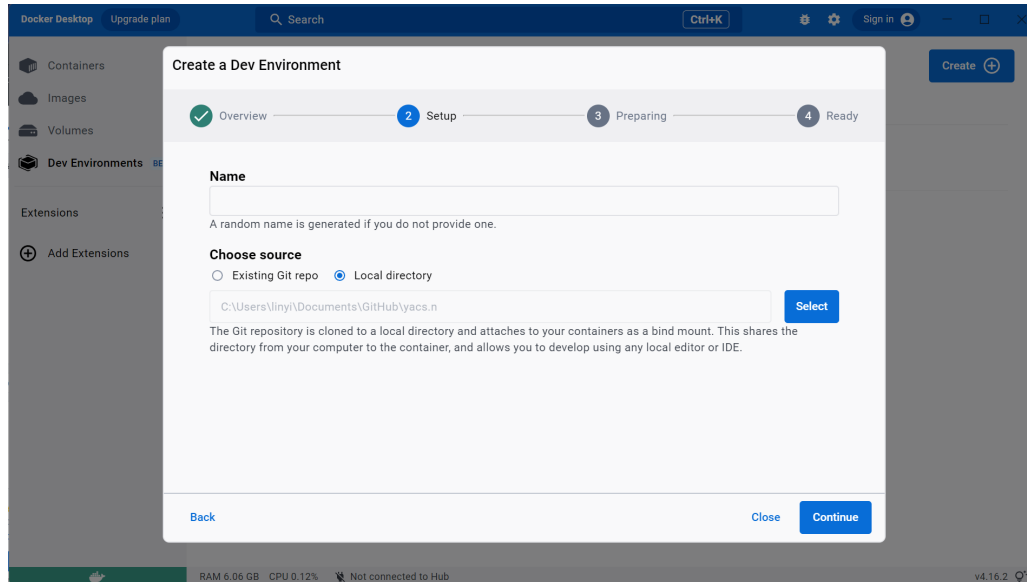 Docker Desktop Upgrade plan Search Ctrl+K Sign in
Containers
Images
Volumes
Dev Environments BE
Extensions
Add Extensions
Create
Create a Dev Environment
Overview 2 Setup 3 Preparing 4 Ready
Name
A random name is generated if you do not provide one.
Choose source
Existing Git repo Local directory
C:\Users\linyi\Documents\GitHub\yacs.n
Select
The Git repository is cloned to a local directory and attaches to your containers as a bind mount. This shares the
directory from your computer to the container, and allows you to develop using any local editor or IDE.
Back Close Continue
RAM 6.06 GB CPU 0.12% Not connected to Hub v4.16.2